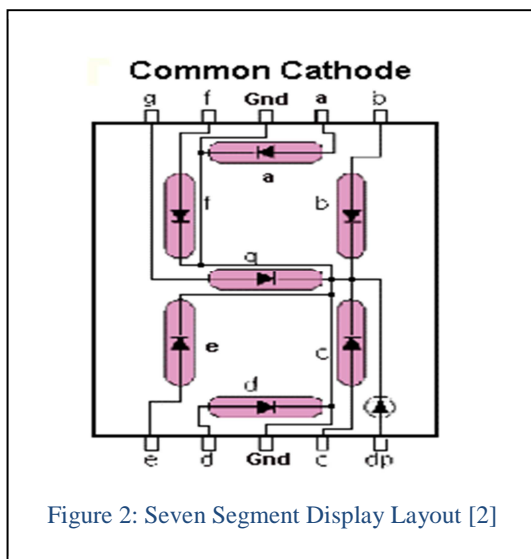 Common Cathode
g f Gnd a b
a
f b
g
e c
d
e d Gnd c dp
Figure 2: Seven Segment Display Layout [2]